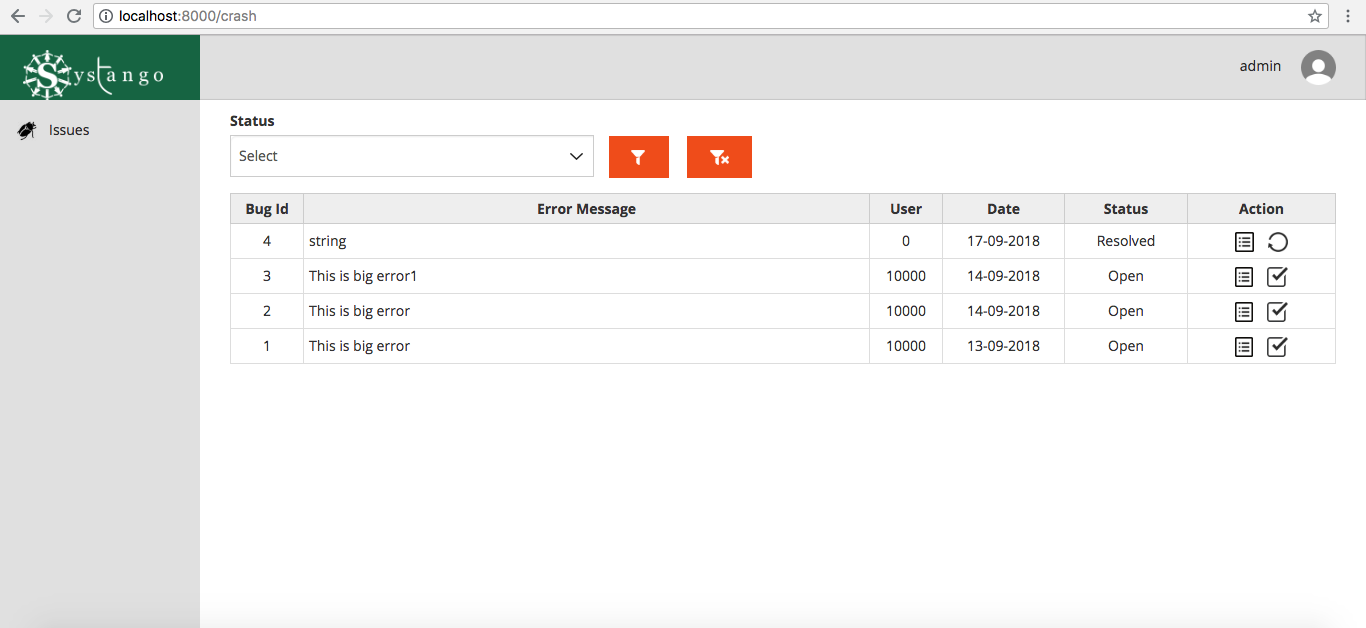 localhost:8000/crash
Systango
admin
Issues
Status
Select
Bug Id Error Message User Date Status Action
4 string 0 17-09-2018 Resolved
3 This is big error1 10000 14-09-2018 Open
2 This is big error 10000 14-09-2018 Open
1 This is big error 10000 13-09-2018 Open